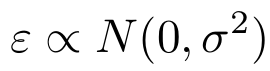 ε ∝ N(0, σ²)